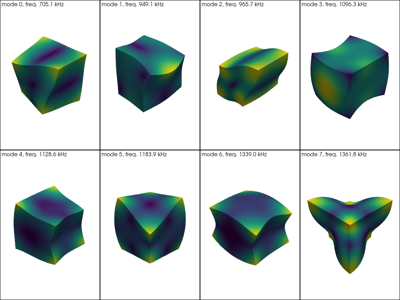 mode 0, freq. 705.1 kHz
mode 1, freq. 949.1 kHz
mode 2, freq. 965.7 kHz
mode 3, freq. 1096.3 kHz
mode 4, freq. 1128.6 kHz
mode 5, freq. 1183.9 kHz
mode 6, freq. 1339.0 kHz
mode 7, freq. 1361.8 kHz